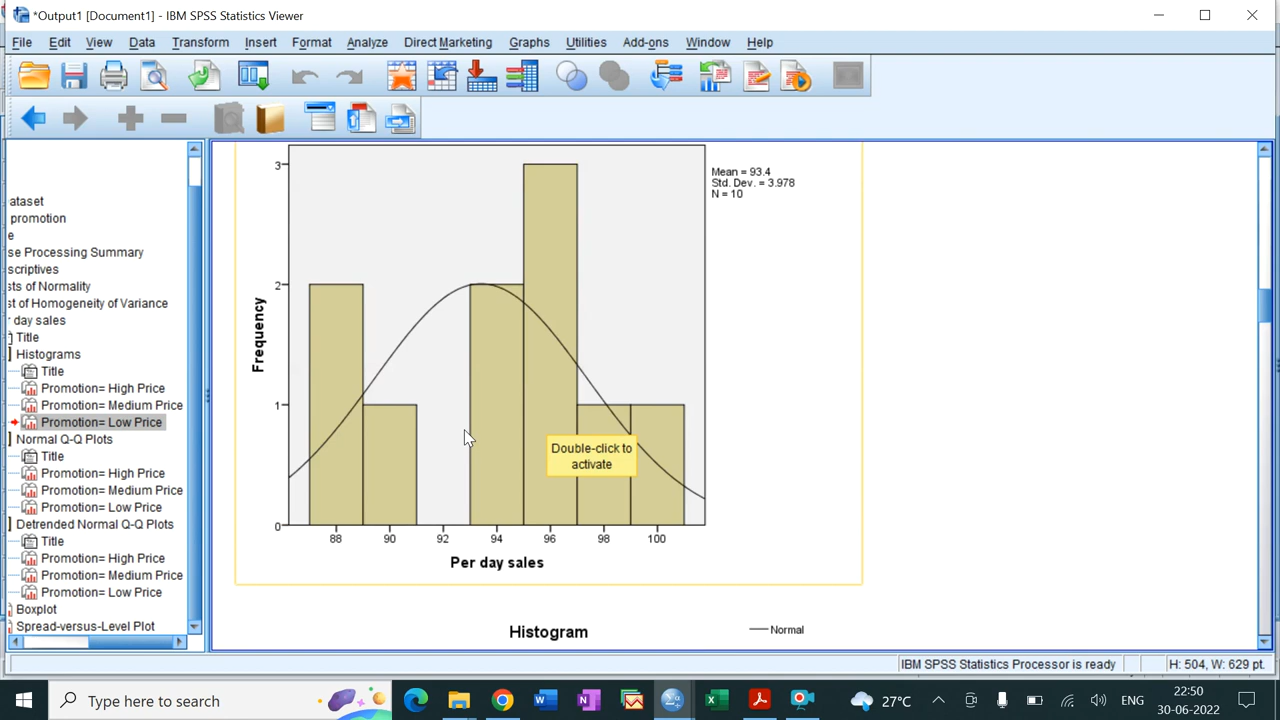 *Output1 [Document1] - IBM SPSS Statistics Viewer
File Edit View Data Transform Insert Format Analyze Direct Marketing Graphs Utilities Add-ons Window Help
ataset
promotion
e
se Processing Summary
scriptives
sts of Normality
st of Homogeneity of Variance
day sales
Title
Histograms
Title
Promotion= High Price
Promotion= Medium Price
Promotion= Low Price
Normal Q-Q Plots
Title
Promotion= High Price
Promotion= Medium Price
Promotion= Low Price
Detrended Normal Q-Q Plots
Title
Promotion= High Price
Promotion= Medium Price
Promotion= Low Price
Boxplot
Spread-versus-Level Plot
Mean = 93.4
Std. Dev. = 3.978
N = 10
Frequency
3
2
1
0
Double-click to
activate
88 90 92 94 96 98 100
Per day sales
Histogram
Normal
IBM SPSS Statistics Processor is ready
H: 504, W: 629 pt.
Type here to search
27°C
ENG
22:50
30-06-2022